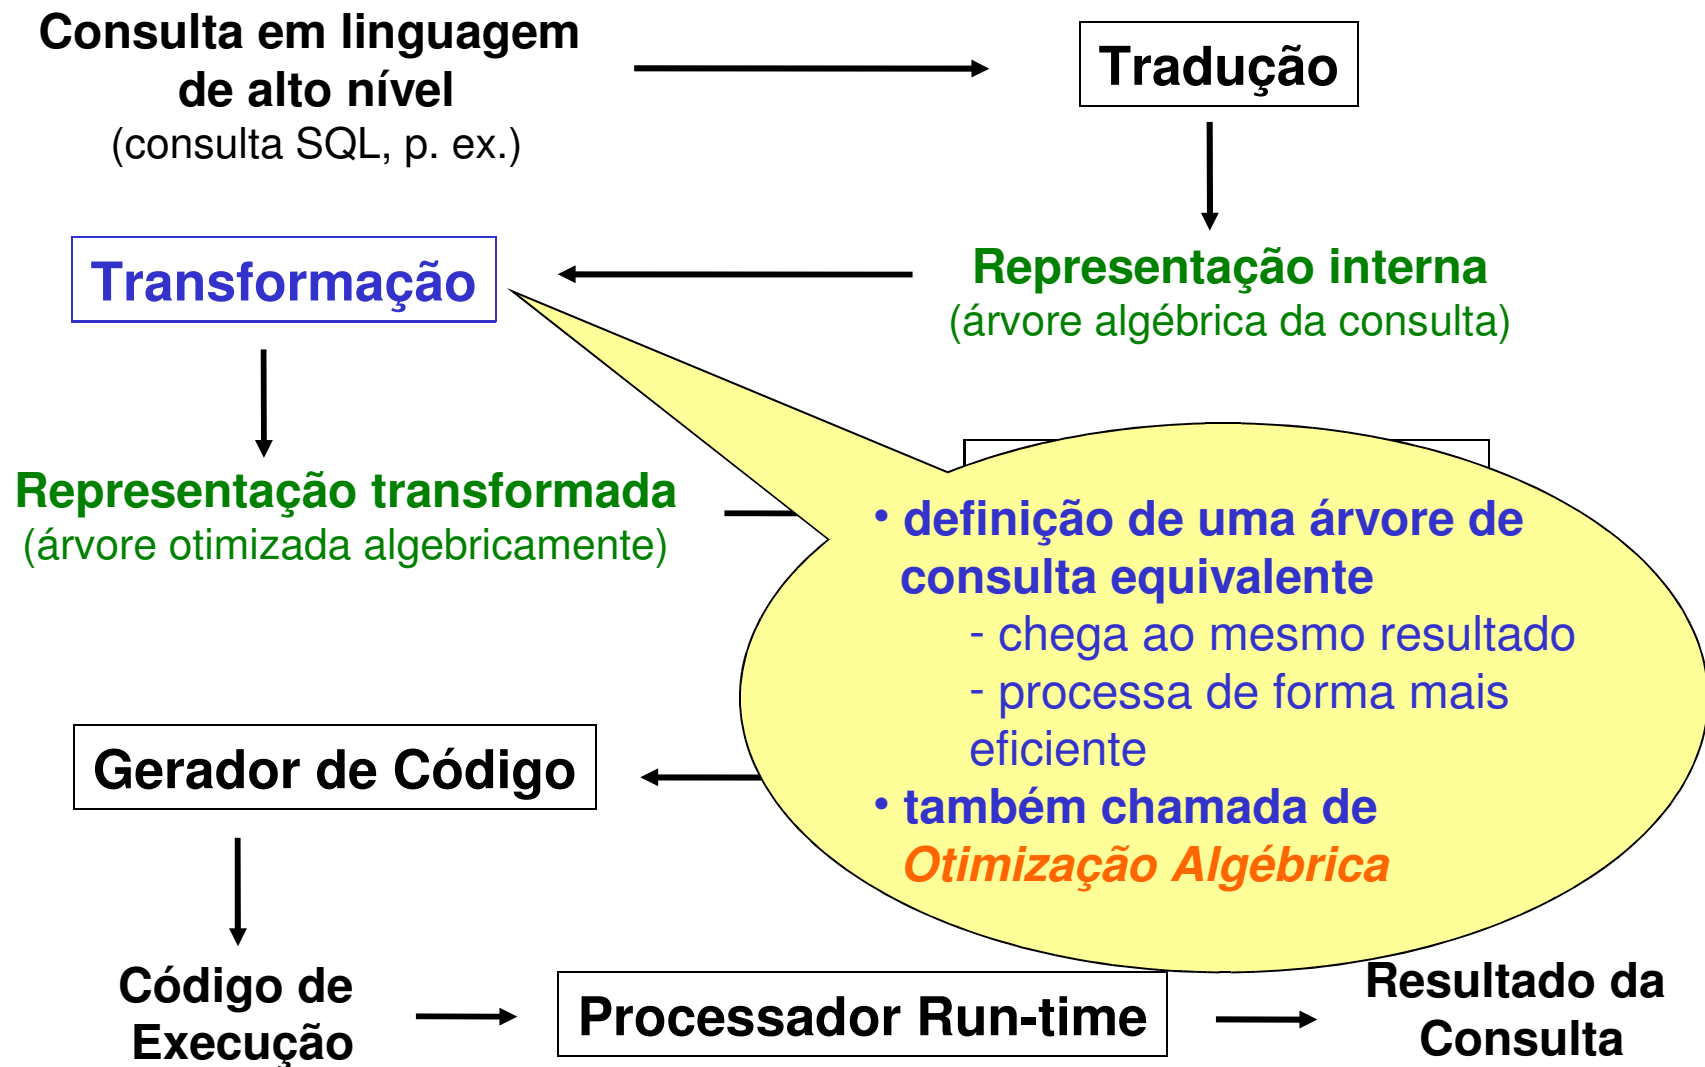 Consulta em linguagem
de alto nível
(consulta SQL, p. ex.)
Tradução
Transformação
Representação interna
(árvore algébrica da consulta)
Representação transformada
(árvore otimizada algebricamente)
• definição de uma árvore de
consulta equivalente
- chega ao mesmo resultado
- processa de forma mais
eficiente
• também chamada de
Otimização Algébrica
Gerador de Código
Código de
Execução
Processador Run-time
Resultado da
Consulta